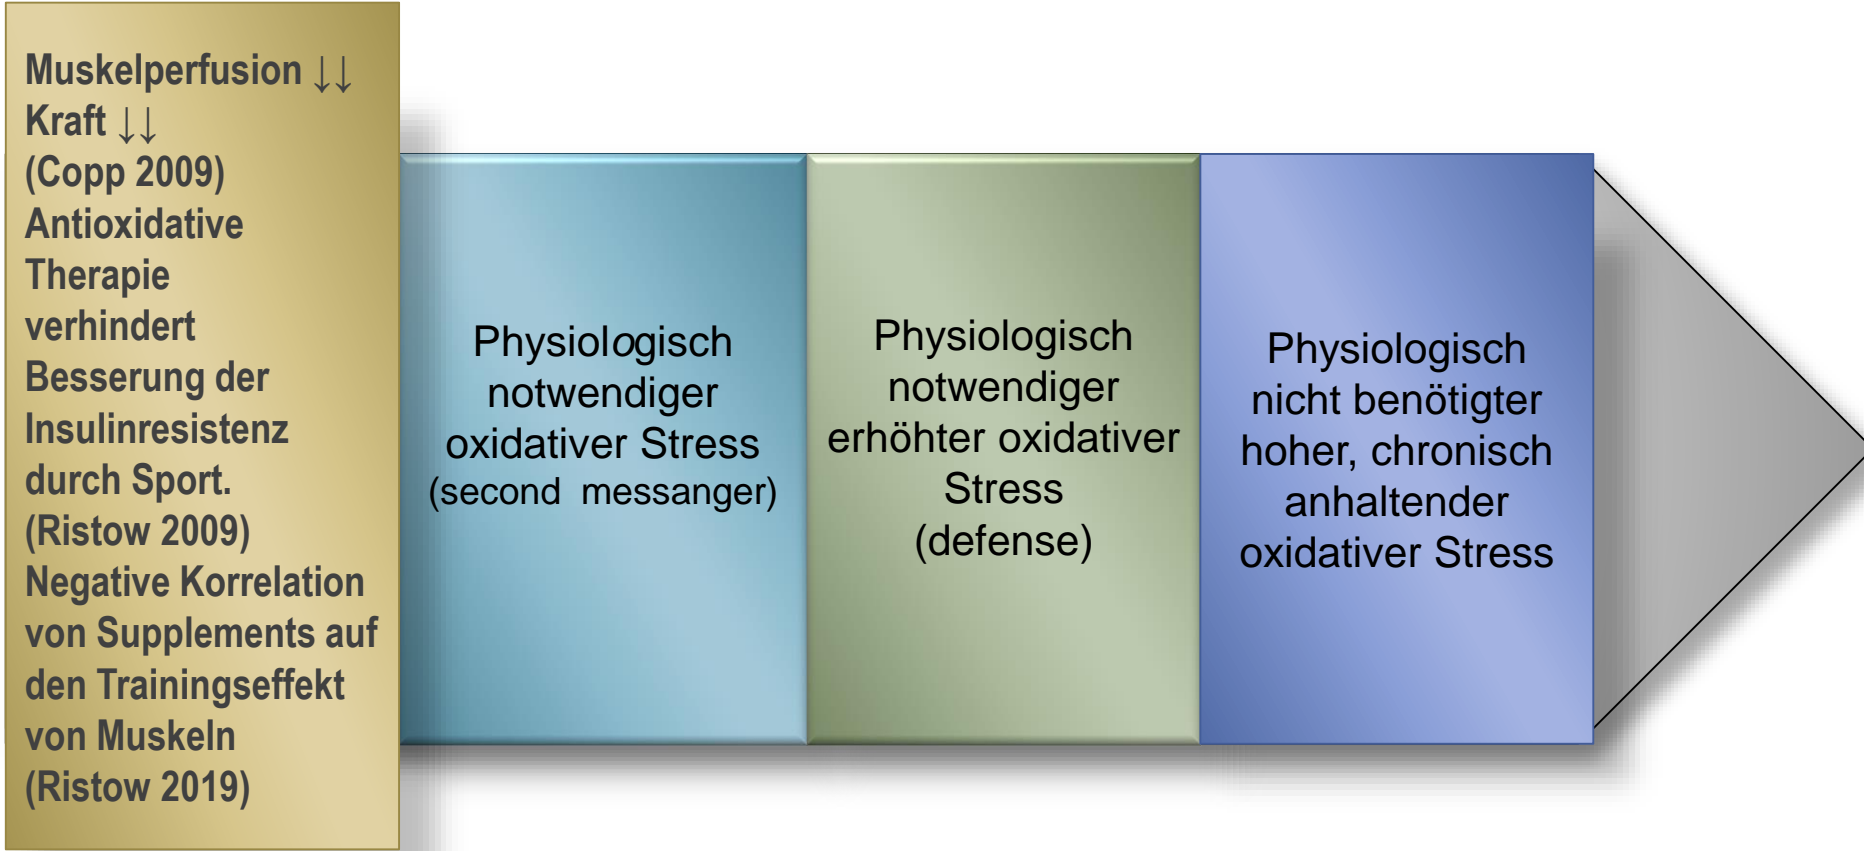 Muskelperfusion ↓↓
Kraft ↓↓
(Copp 2009)
Antioxidative
Therapie
verhindert
Besserung der
Insulinresistenz
durch Sport.
(Ristow 2009)
Negative Korrelation
von Supplements auf
den Trainingseffekt
von Muskeln
(Ristow 2019)
Physiologisch
notwendiger
oxidativer Stress
(second messanger)
Physiologisch
notwendiger
erhöhter oxidativer
Stress
(defense)
Physiologisch
nicht benötigter
hoher, chronisch
anhaltender
oxidativer Stress